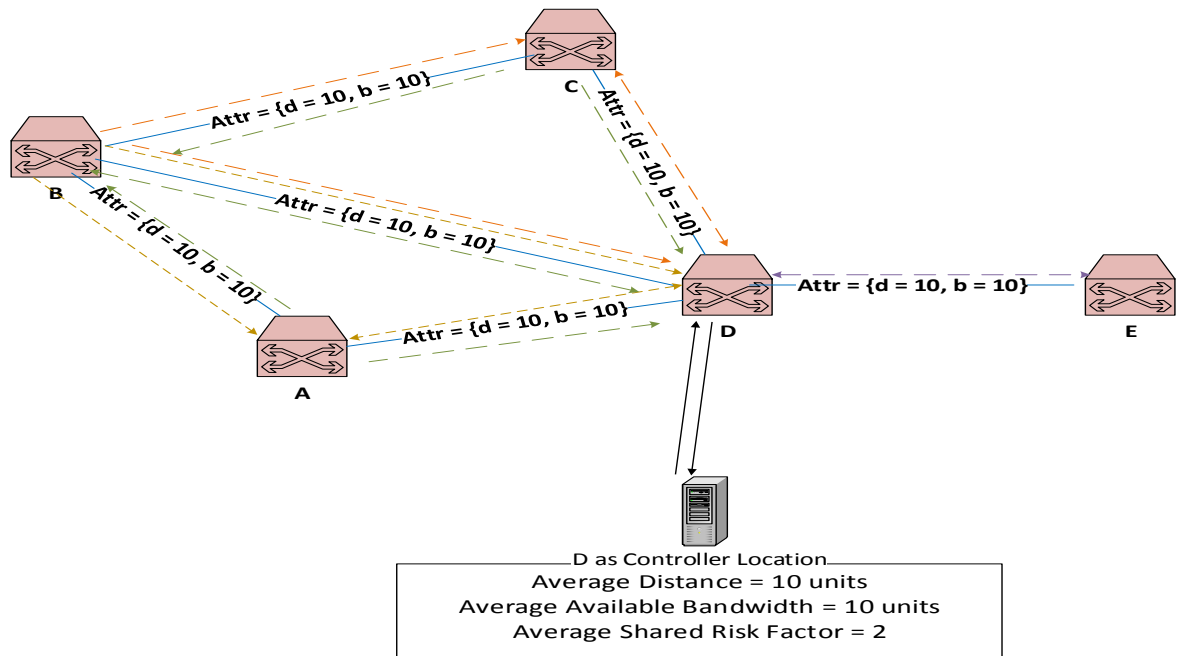 C
Attr = {d = 10, b = 10}
Attr = {d = 10, b = 10}
B
Attr = {d = 10, b = 10}
Attr = {d = 10, b = 10}
Attr = {d = 10, b = 10}
Attr = {d = 10, b = 10}
D
E
A
D as Controller Location
Average Distance = 10 units
Average Available Bandwidth = 10 units
Average Shared Risk Factor = 2